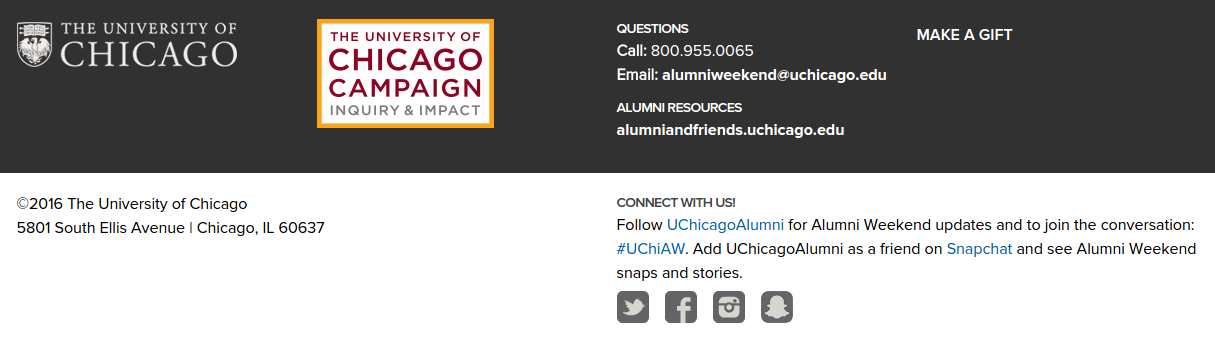 THE UNIVERSITY OF
CHICAGO
THE UNIVERSITY OF
CHICAGO
CAMPAIGN
INQUIRY & IMPACT
QUESTIONS
Call: 800.955.0065
Email: alumniweekend@uchicago.edu
ALUMNI RESOURCES
alumniandfriends.uchicago.edu
MAKE A GIFT
©2016 The University of Chicago
5801 South Ellis Avenue | Chicago, IL 60637
CONNECT WITH US!
Follow UChicagoAlumni for Alumni Weekend updates and to join the conversation:
#UChiAW. Add UChicagoAlumni as a friend on Snapchat and see Alumni Weekend
snaps and stories.